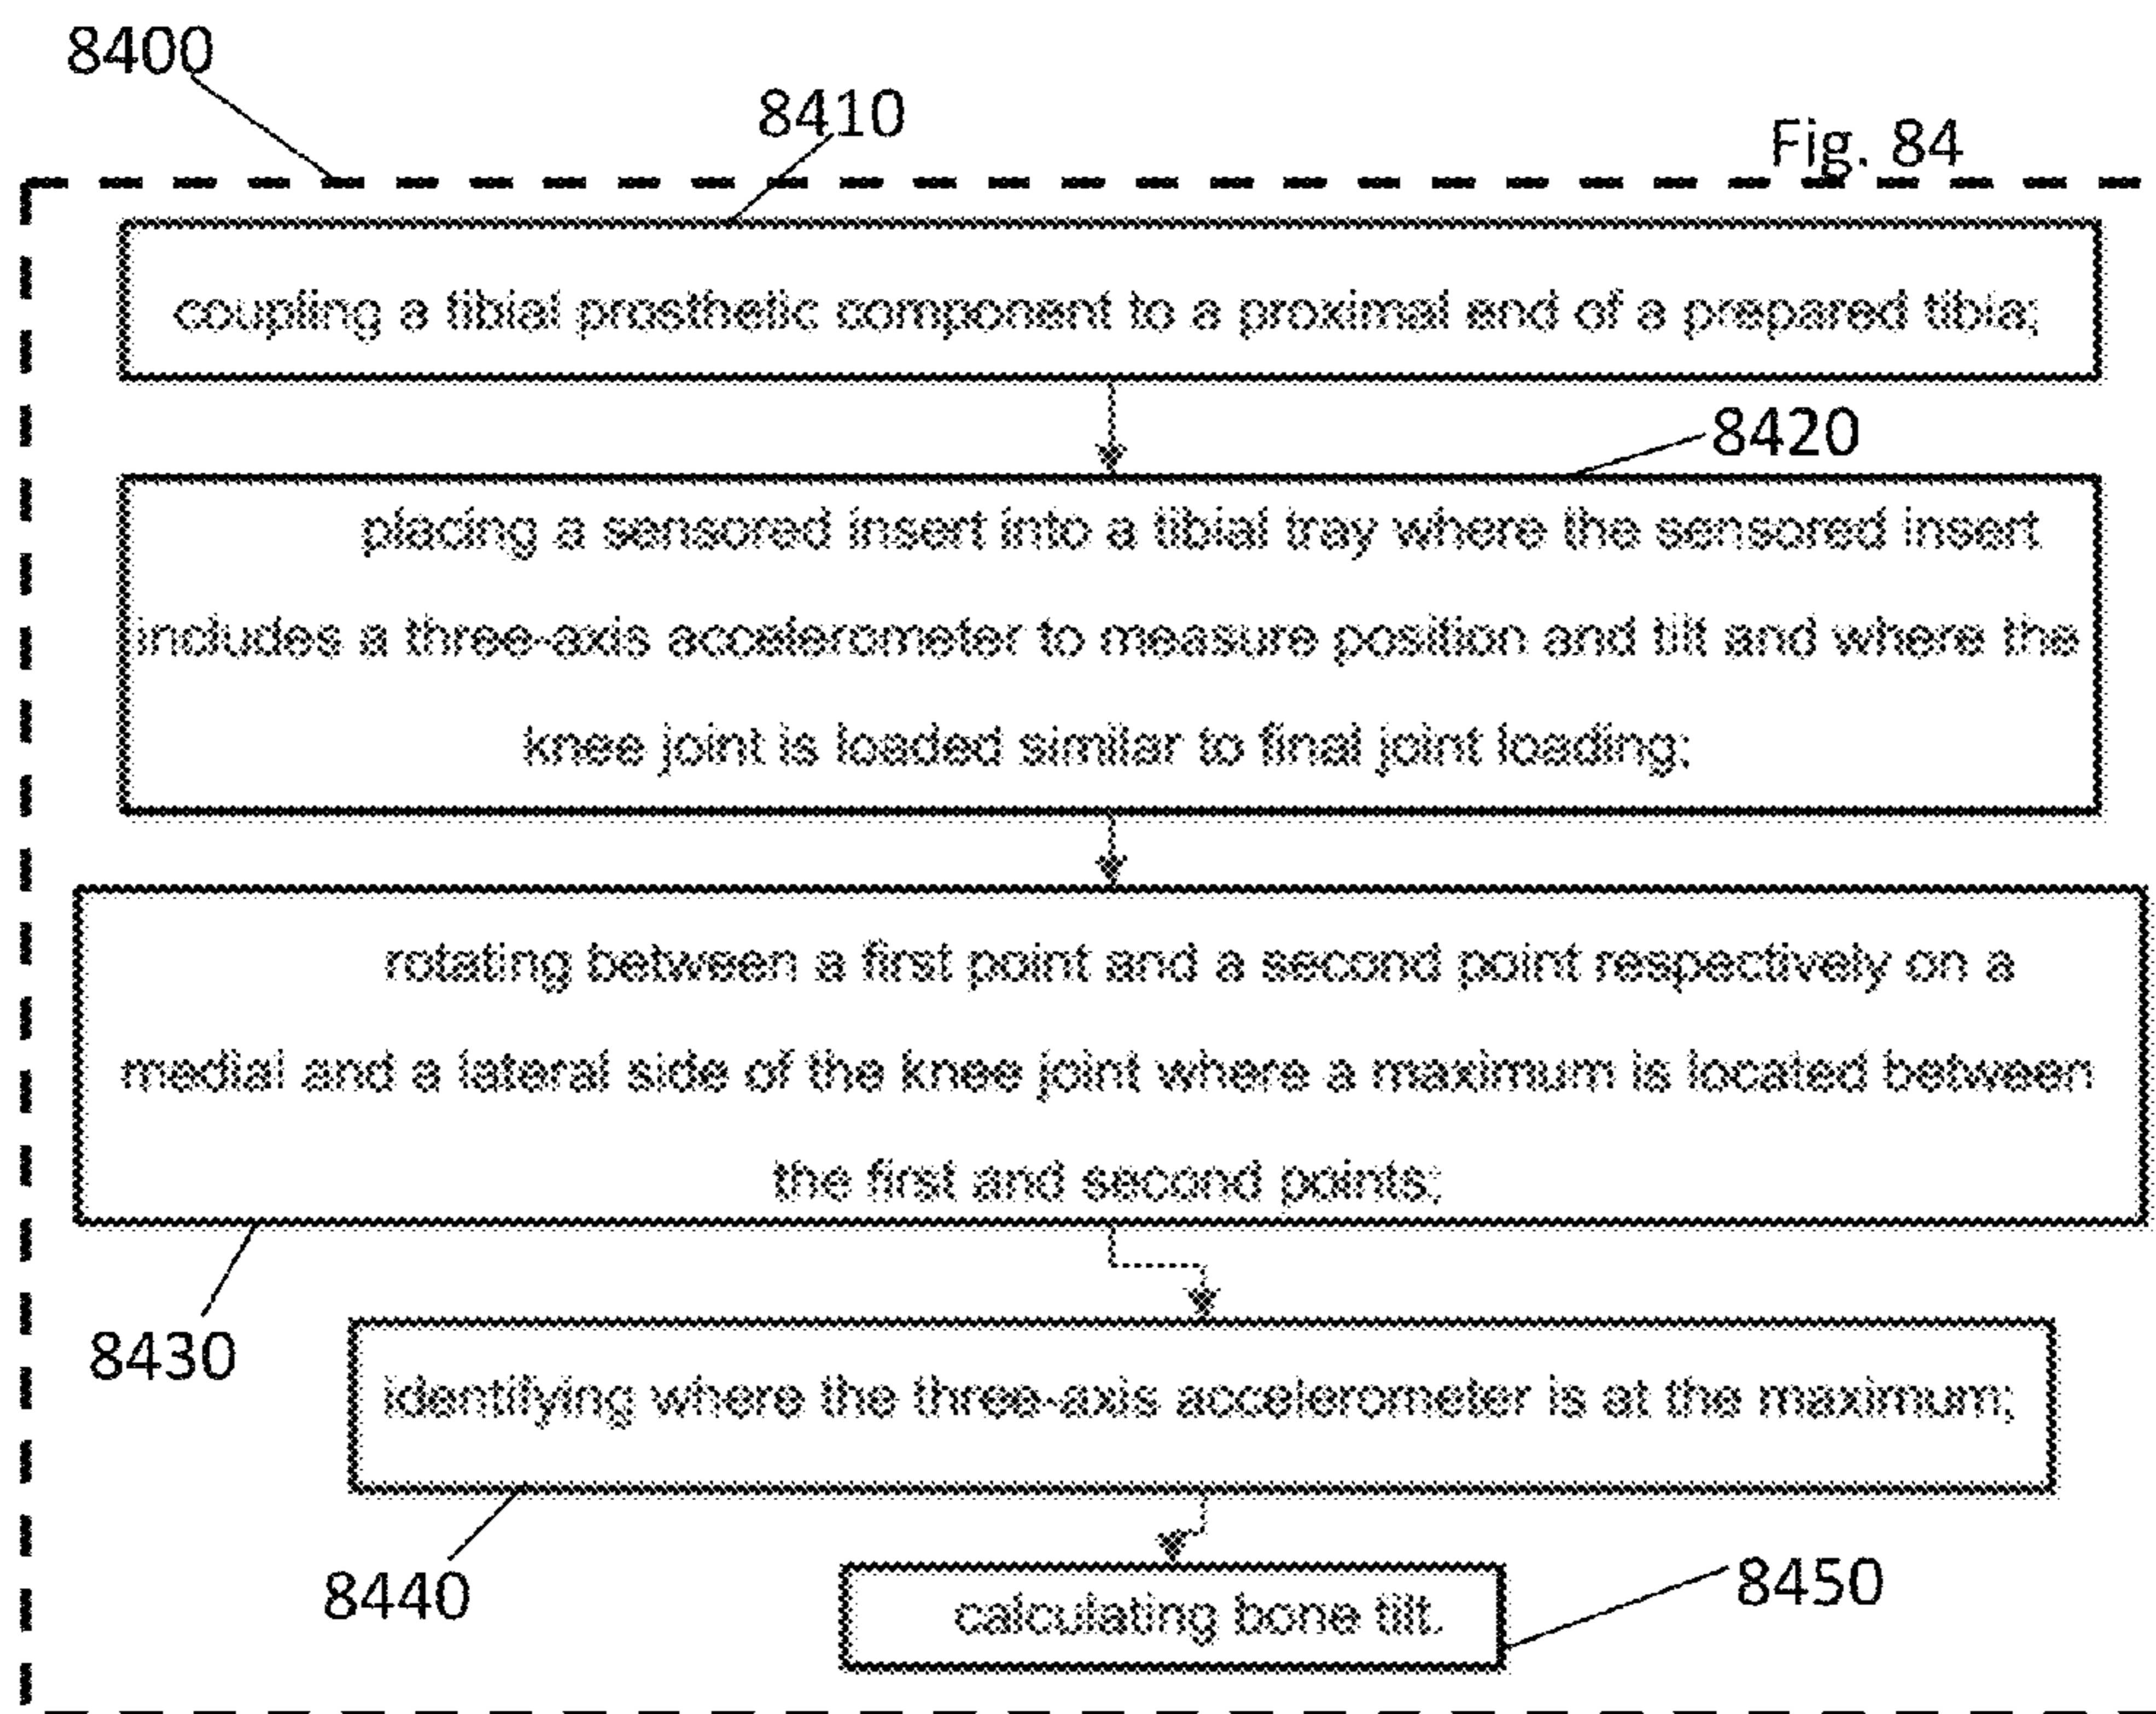 8400
8410
Fig. 84
coupling a tibial prosthetic component to a proximal end of a prepared tibia;
8420
placing a sensored insert into a tibial tray where the sensored insert
includes a three-axis accelerometer to measure position and tilt and where the
knee joint is loaded similar to final joint loading;
rotating between a first point and a second point respectively on a
medial and a lateral side of the knee joint where a maximum is located between
the first and second points;
8430
identifying where the three-axis accelerometer is at the maximum;
8440
calculating bone tilt.
8450